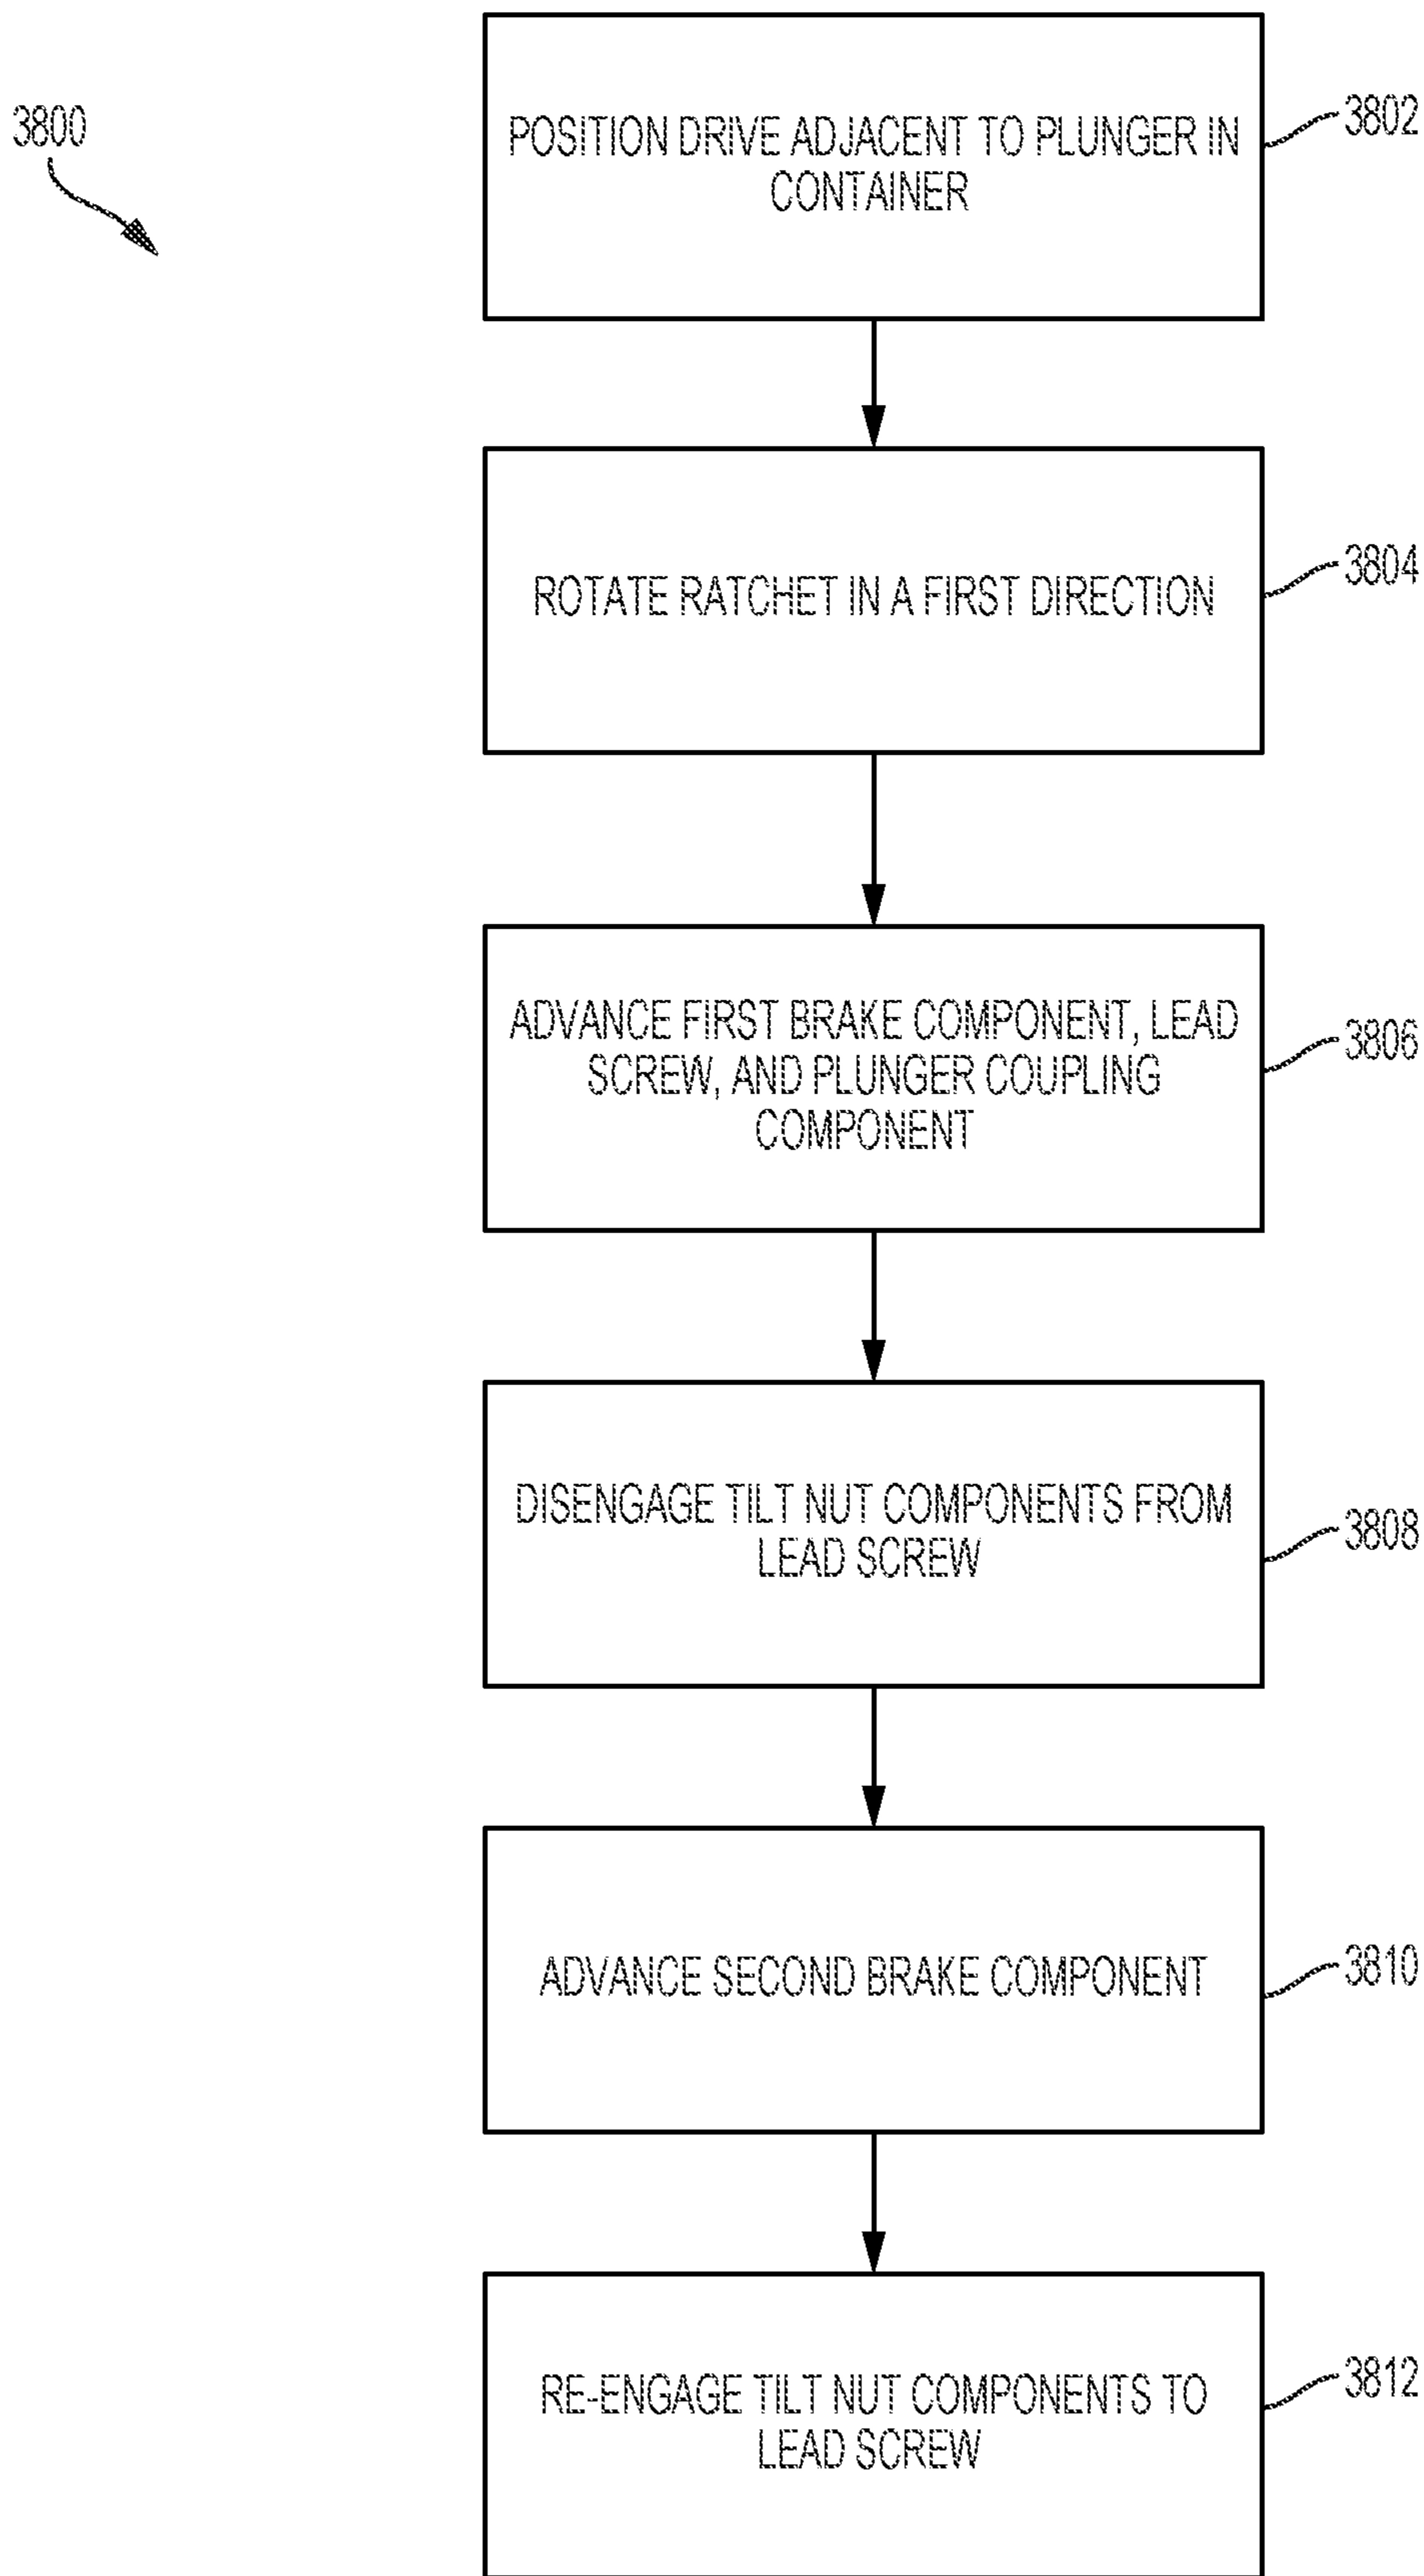 3800
POSITION DRIVE ADJACENT TO PLUNGER IN
CONTAINER
3802
ROTATE RATCHET IN A FIRST DIRECTION
3804
ADVANCE FIRST BRAKE COMPONENT, LEAD
SCREW, AND PLUNGER COUPLING
COMPONENT
3806
DISENGAGE TILT NUT COMPONENTS FROM
LEAD SCREW
3808
ADVANCE SECOND BRAKE COMPONENT
3810
RE-ENGAGE TILT NUT COMPONENTS TO
LEAD SCREW
3812